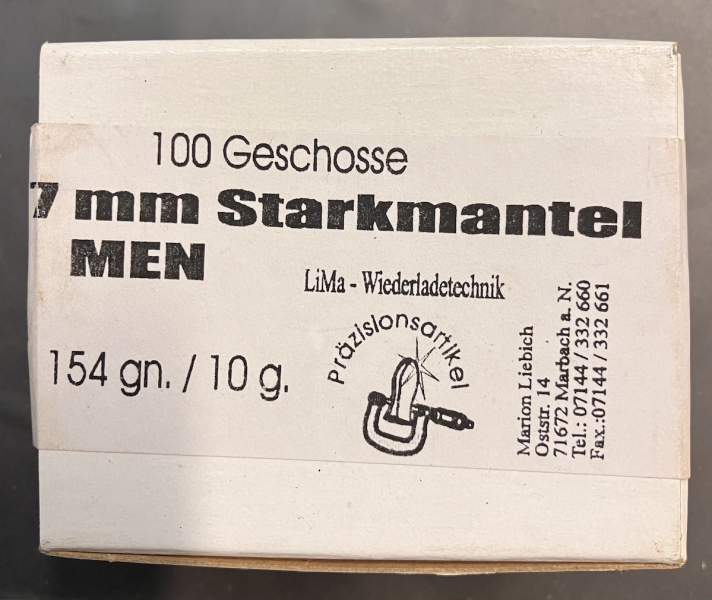 100 Geschosse
7 mm Starkmantel
MEN
LiMa - Wiederladetechnik
154 gn. / 10 g.
Präzisionsartikel
Marion Liebich
Oststr. 14
71672 Marbach a. N.
Tel.: 07144 / 332 660
Fax.:07144 / 332 661